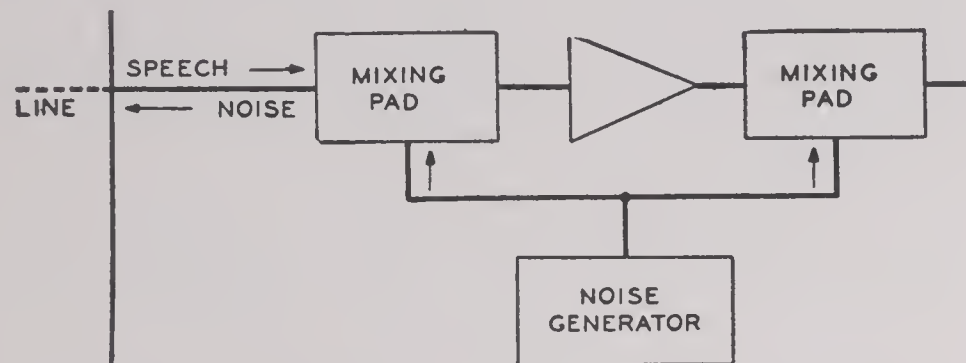 SPEECH
LINE
NOISE
MIXING
PAD
MIXING
PAD
NOISE
GENERATOR